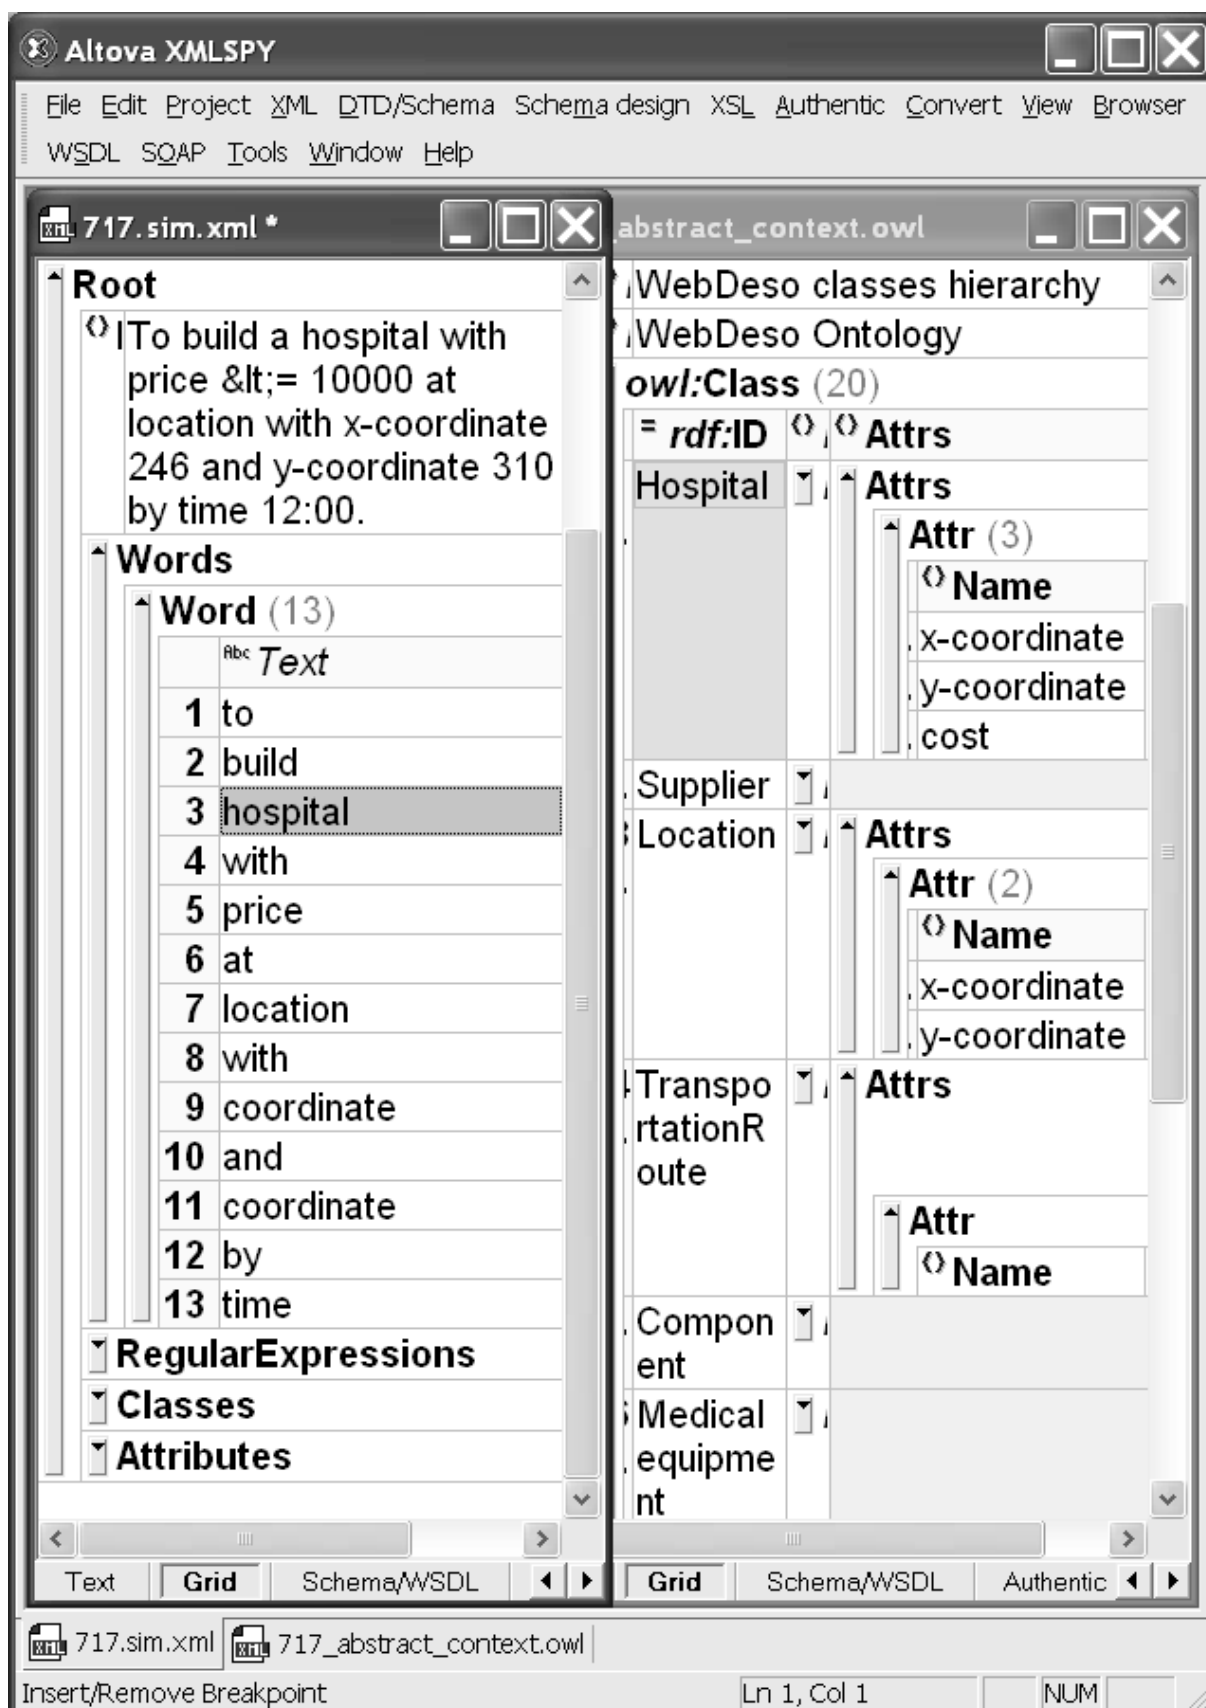 Altova XMLSPY
File Edit Project XML DTD/Schema Schema design XSL Authentic Convert View Browser
WSDL SOAP Tools Window Help
717.sim.xml *
Root
To build a hospital with
price &lt;= 10000 at
location with x-coordinate
246 and y-coordinate 310
by time 12:00.
Words
Word (13)
Abc Text
1 to
2 build
3 hospital
4 with
5 price
6 at
7 location
8 with
9 coordinate
10 and
11 coordinate
12 by
13 time
RegularExpressions
Classes
Attributes
Text Grid Schema/WSDL
_abstract_context.owl
WebDeso classes hierarchy
WebDeso Ontology
owl:Class (20)
= rdf:ID () () Attrs
Hospital
Attrs
Attr (3)
() Name
x-coordinate
y-coordinate
cost
Supplier
Location
Attrs
Attr (2)
() Name
x-coordinate
y-coordinate
Transpo
rtationR
oute
Attrs
Attr
() Name
Compon
ent
Medical
equipme
nt
Grid Schema/WSDL Authentic
717.sim.xml 717_abstract_context.owl
Insert/Remove Breakpoint Ln 1, Col 1 NUM